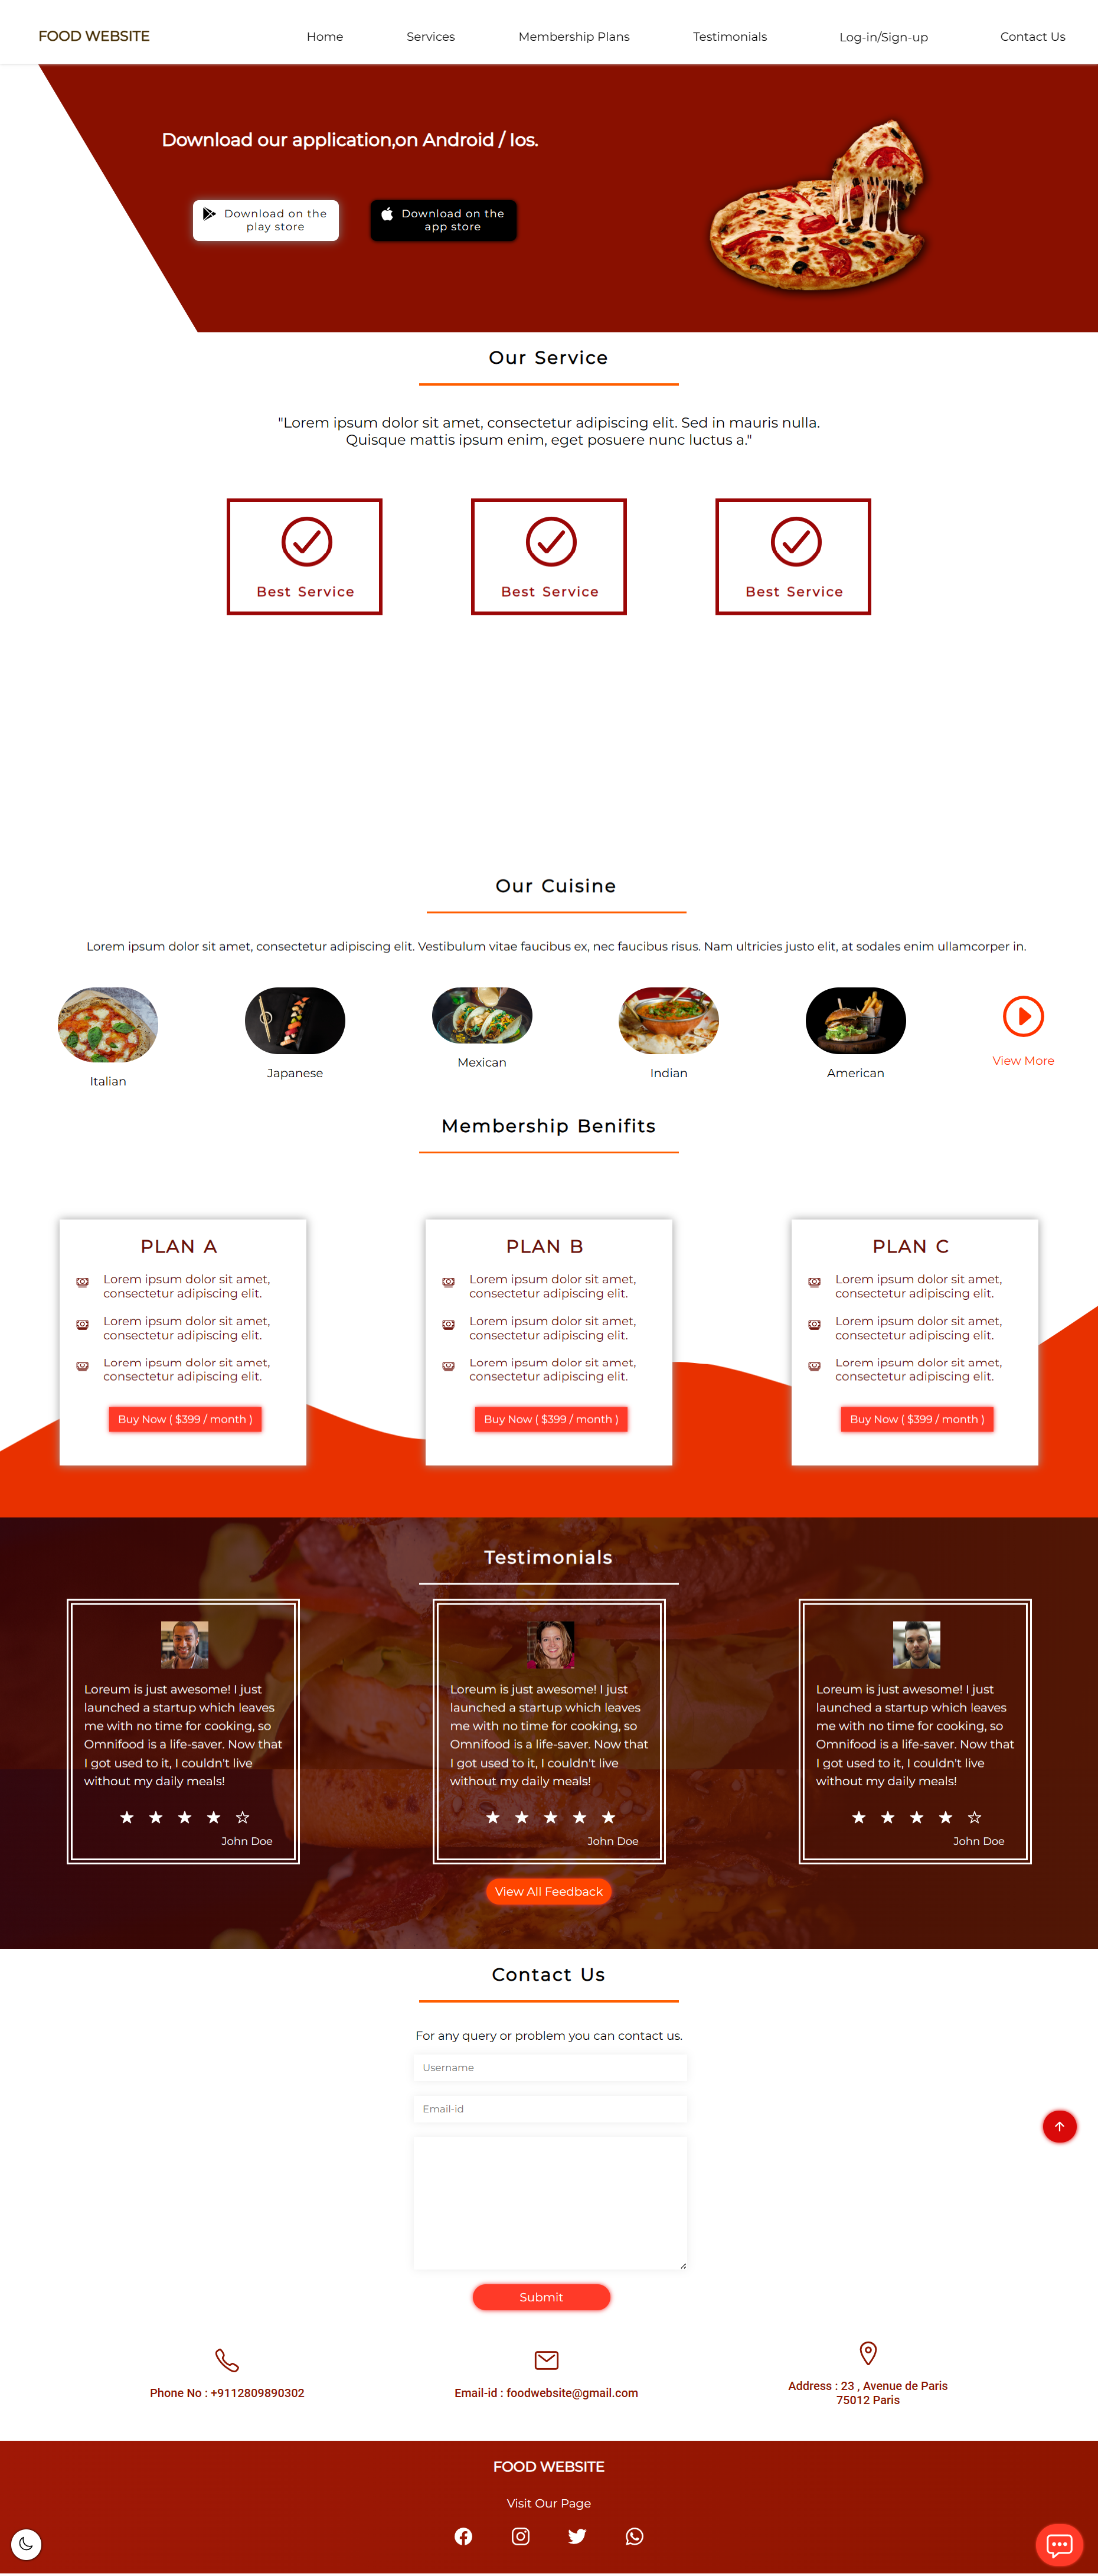 FOOD WEBSITE
Home
Services
Membership Plans
Testimonials
Log-in/Sign-up
Contact Us
Download our application,on Android / Ios.
Download on the
play store
Download on the
app store
Our Service
"Lorem ipsum dolor sit amet, consectetur adipiscing elit. Sed in mauris nulla.
Quisque mattis ipsum enim, eget posuere nunc luctus a."
Best Service
Best Service
Best Service
Our Cuisine
Lorem ipsum dolor sit amet, consectetur adipiscing elit. Vestibulum vitae faucibus ex, nec faucibus risus. Nam ultricies justo elit, at sodales enim ullamcorper in.
Italian
Japanese
Mexican
Indian
American
View More
Membership Benifits
PLAN A
Lorem ipsum dolor sit amet,
consectetur adipiscing elit.
Lorem ipsum dolor sit amet,
consectetur adipiscing elit.
Lorem ipsum dolor sit amet,
consectetur adipiscing elit.
Buy Now ( $399 / month )
PLAN B
Lorem ipsum dolor sit amet,
consectetur adipiscing elit.
Lorem ipsum dolor sit amet,
consectetur adipiscing elit.
Lorem ipsum dolor sit amet,
consectetur adipiscing elit.
Buy Now ( $399 / month )
PLAN C
Lorem ipsum dolor sit amet,
consectetur adipiscing elit.
Lorem ipsum dolor sit amet,
consectetur adipiscing elit.
Lorem ipsum dolor sit amet,
consectetur adipiscing elit.
Buy Now ( $399 / month )
Testimonials
Loreum is just awesome! I just
launched a startup which leaves
me with no time for cooking, so
Omnifood is a life-saver. Now that
I got used to it, I couldn't live
without my daily meals!
John Doe
Loreum is just awesome! I just
launched a startup which leaves
me with no time for cooking, so
Omnifood is a life-saver. Now that
I got used to it, I couldn't live
without my daily meals!
John Doe
Loreum is just awesome! I just
launched a startup which leaves
me with no time for cooking, so
Omnifood is a life-saver. Now that
I got used to it, I couldn't live
without my daily meals!
John Doe
View All Feedback
Contact Us
For any query or problem you can contact us.
Username
Email-id
Submit
Phone No : +9112809890302
Email-id : foodwebsite@gmail.com
Address : 23 , Avenue de Paris
75012 Paris
FOOD WEBSITE
Visit Our Page